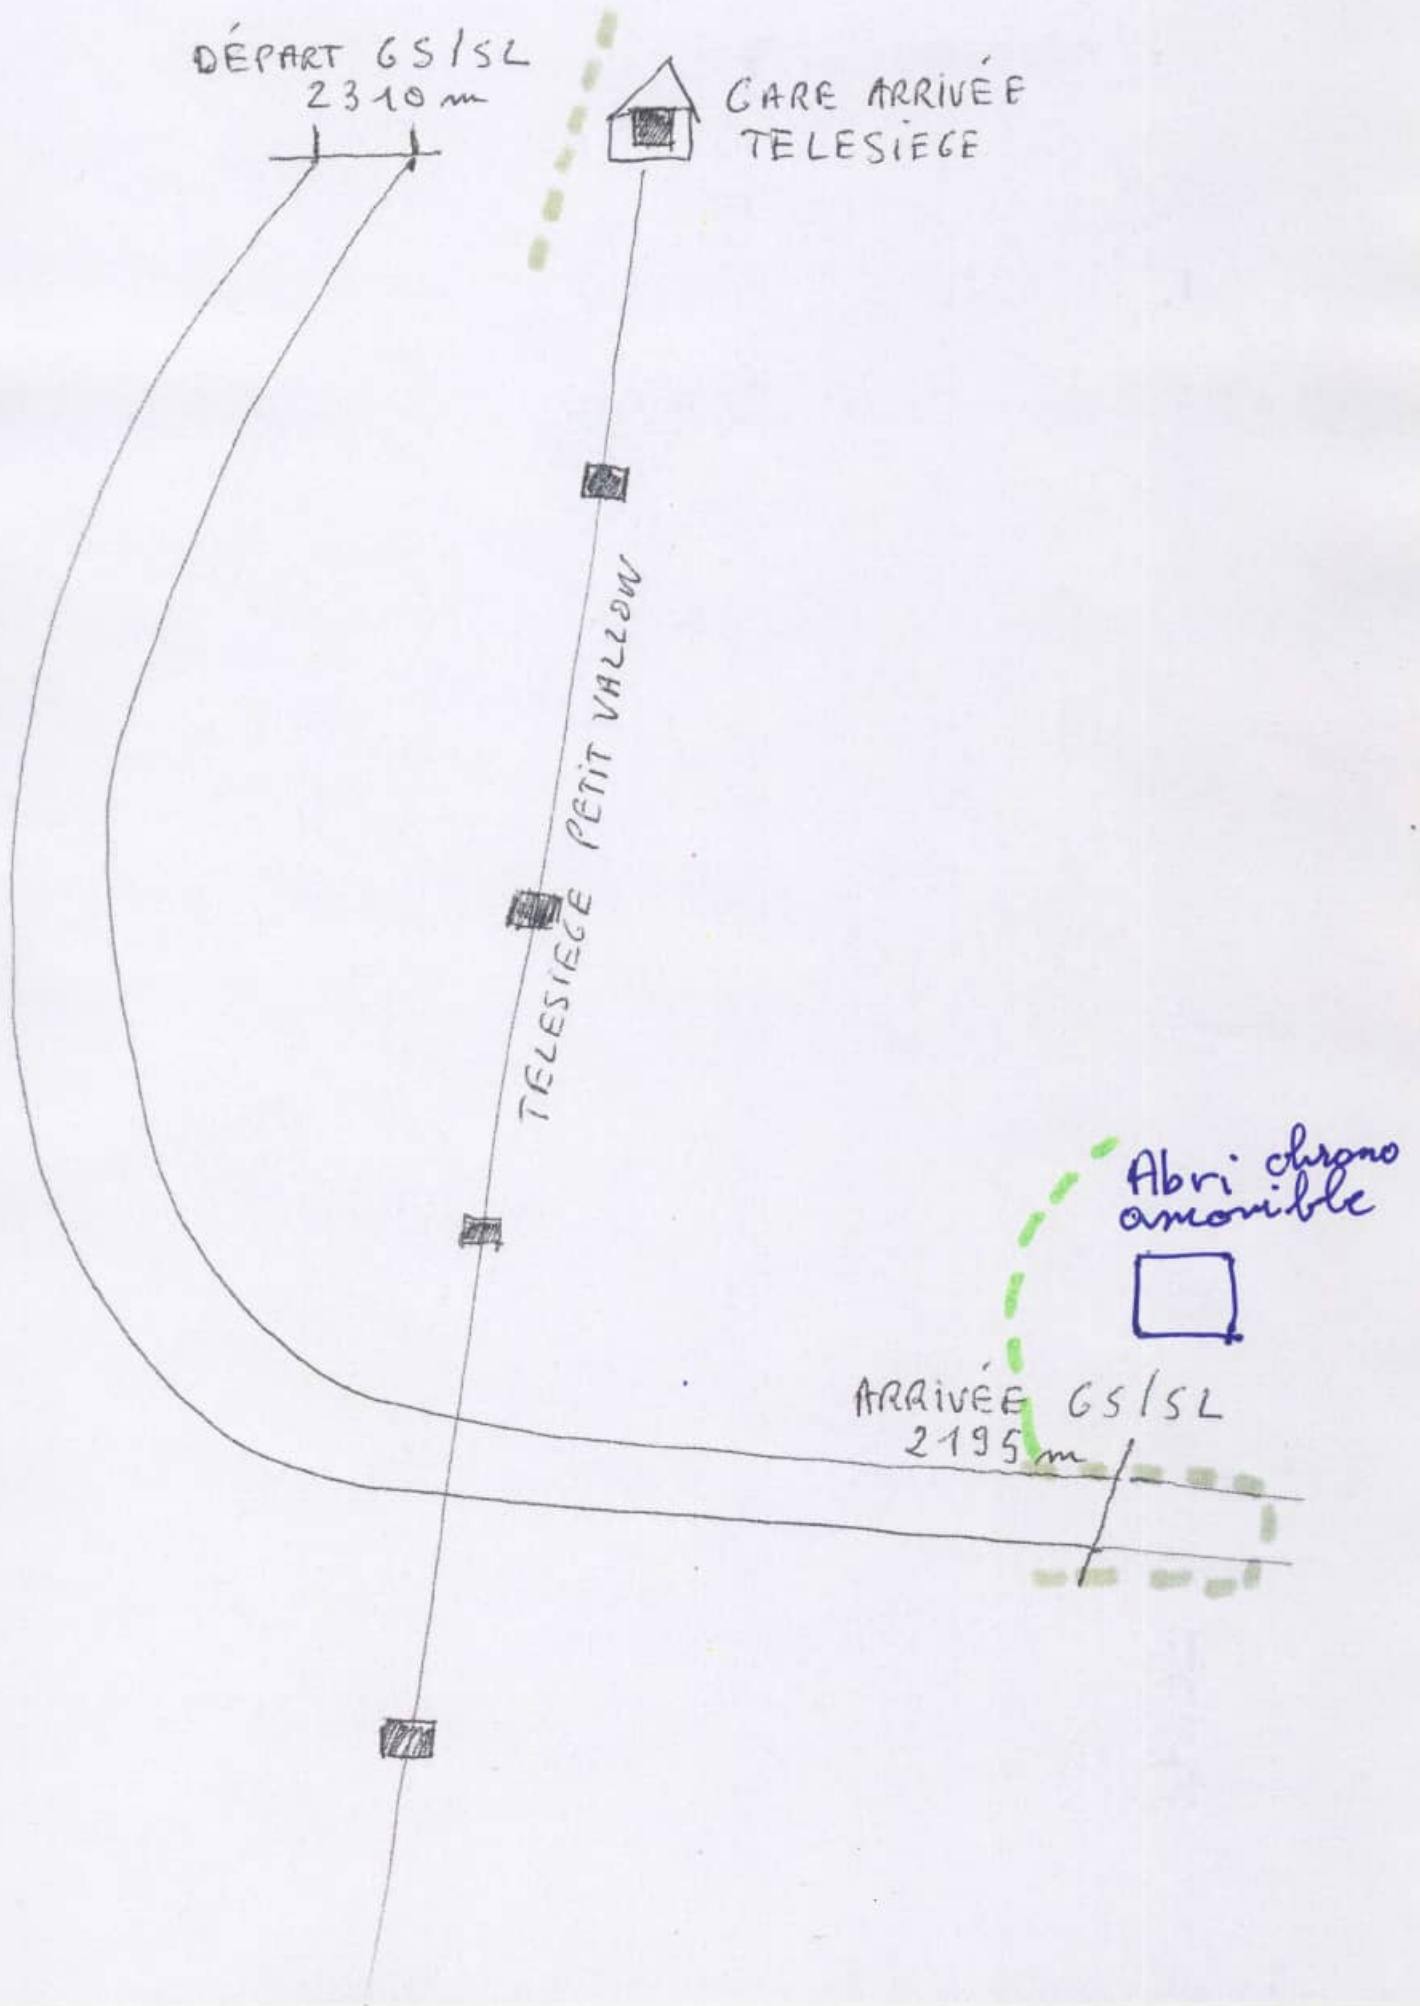 DÉPART GS/SL
2310 m
GARE ARRIVÉE
TELESIEGE
TELESIEGE PETIT VALLON
Abri chrono
amovible
ARRIVÉE GS/SL
2195 m